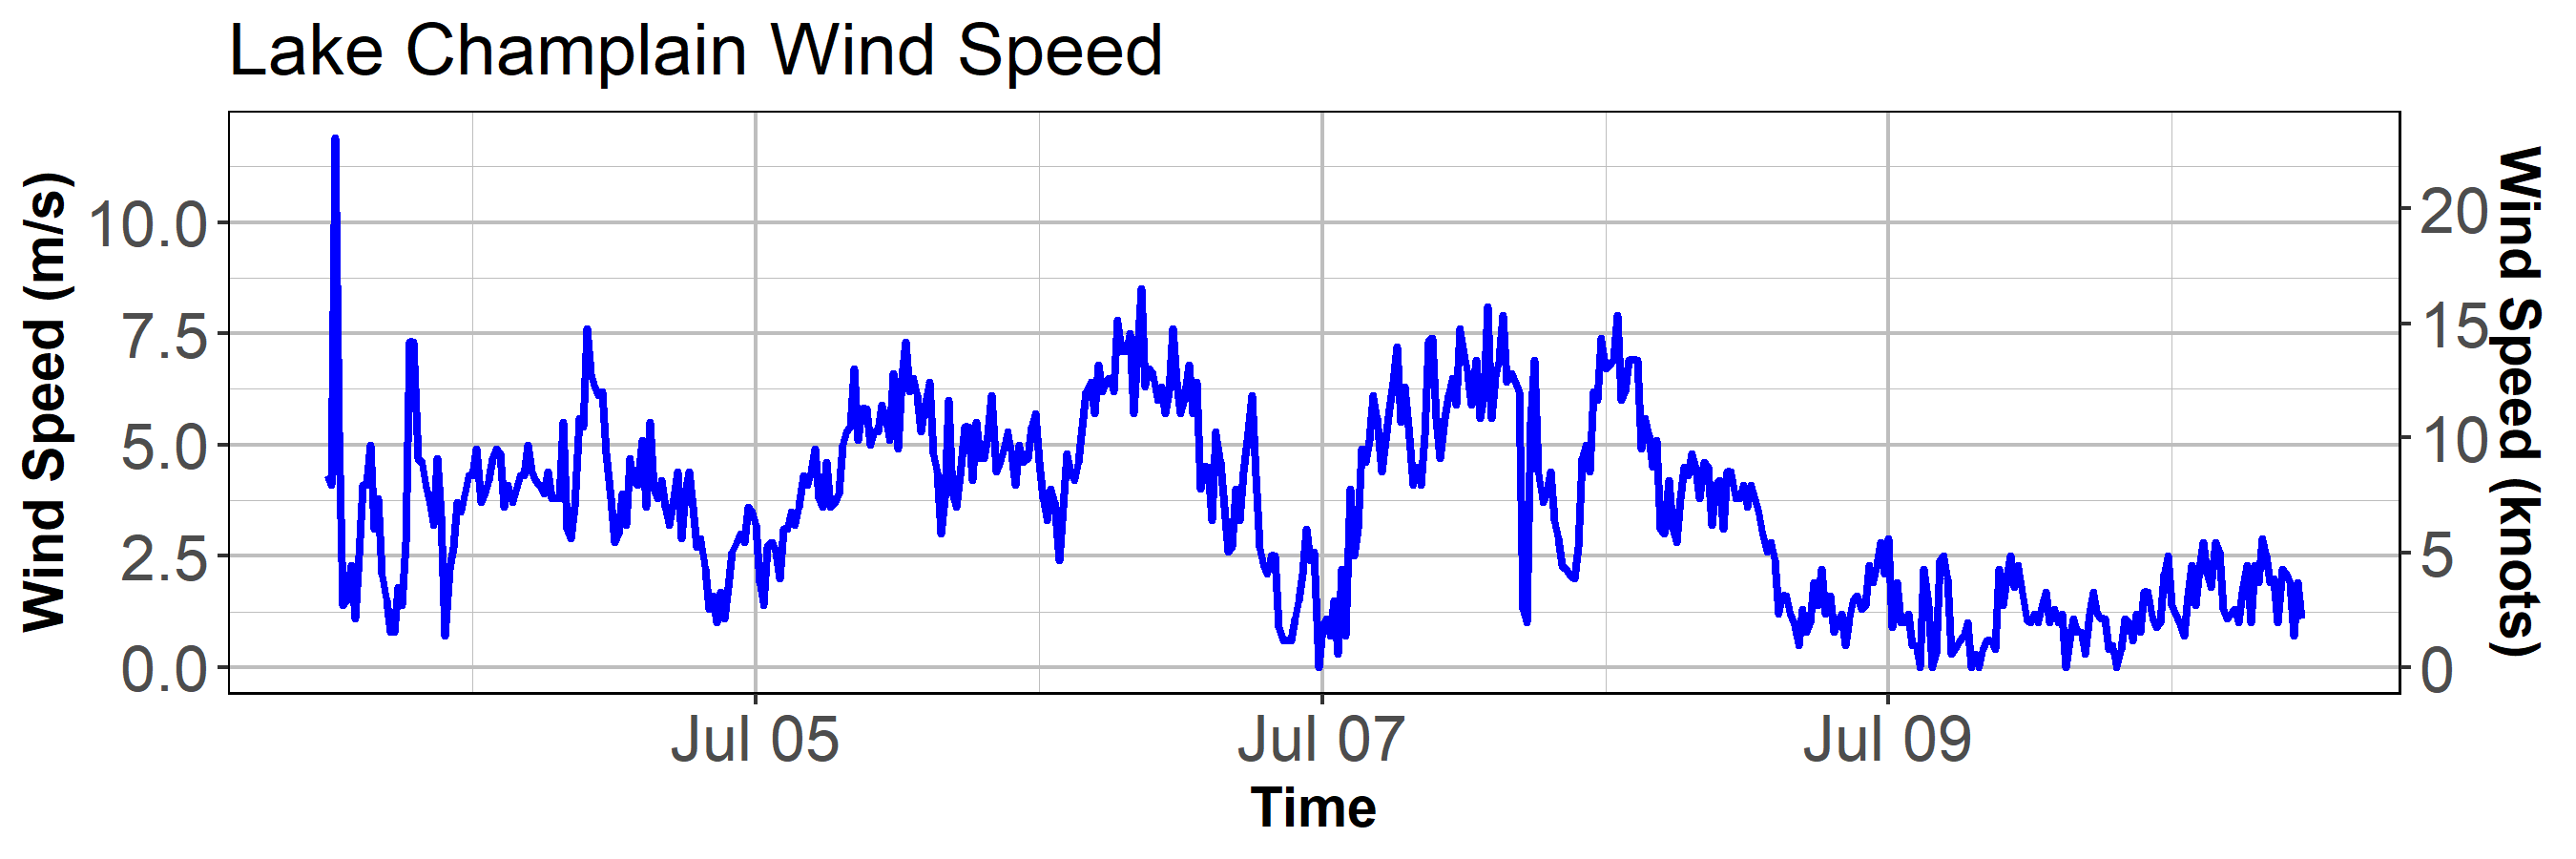 Lake Champlain Wind Speed
Wind Speed (m/s)
10.0
7.5
5.0
2.5
0.0
20
15
10
5
0
Wind Speed (knots)
Jul 05
Jul 07
Jul 09
Time